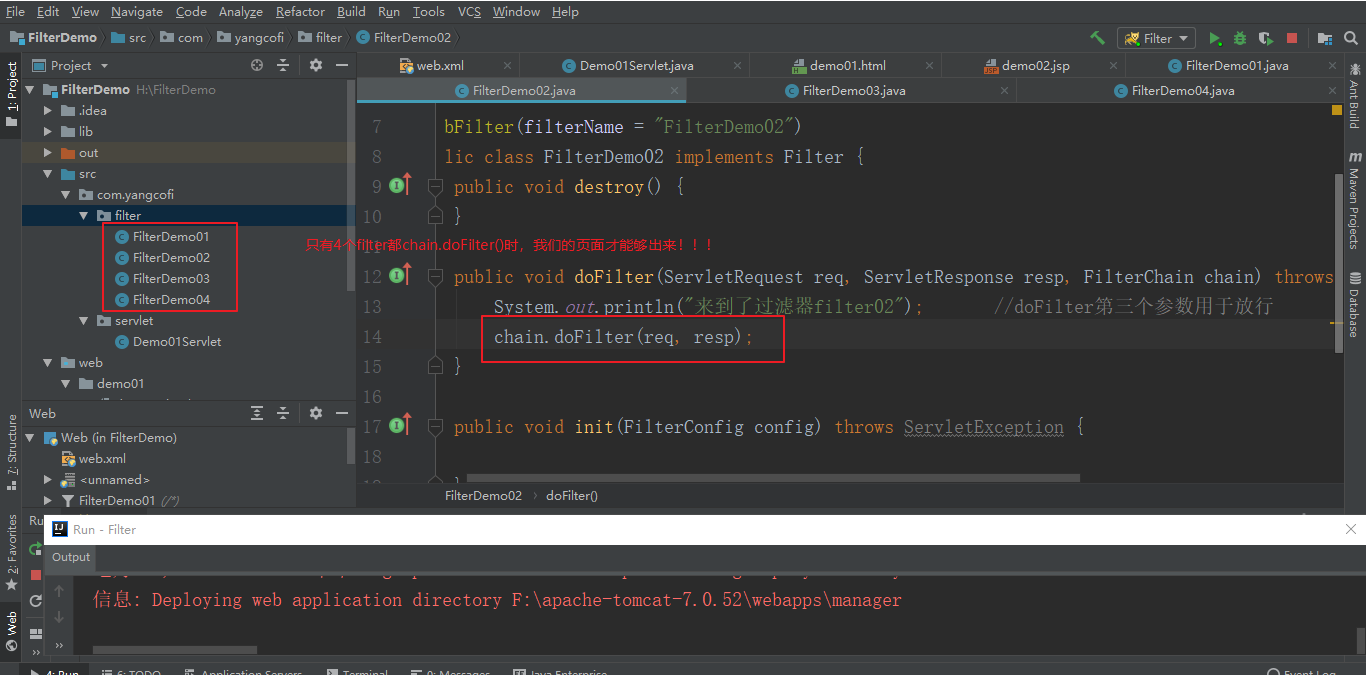 File Edit View Navigate Code Analyze Refactor Build Run Tools VCS Window Help
FilterDemo src com yangcofi filter FilterDemo02
Filter
Project
web.xml Demo01Servlet.java demo01.html demo02.jsp FilterDemo01.java
FilterDemo02.java FilterDemo03.java FilterDemo04.java
1: Project
FilterDemo H:\FilterDemo
.idea
lib
out
src
com.yangcofi
filter
FilterDemo01
FilterDemo02
FilterDemo03
FilterDemo04
servlet
Demo01Servlet
web
demo01
7 bFilter(filterName = "FilterDemo02")
8 lic class FilterDemo02 implements Filter {
9 public void destroy() {
10 }
只有4个filter都chain.doFilter()时，我们的页面才能够出来！！！
12 public void doFilter(ServletRequest req, ServletResponse resp, FilterChain chain) throws
13 System.out.println("来到了过滤器filter02"); //doFilter第三个参数用于放行
14 chain.doFilter(req, resp);
15 }
16
17 public void init(FilterConfig config) throws ServletException {
18
FilterDemo02 doFilter()
Ant Build
Maven Projects
Database
Web
Web (in FilterDemo)
web.xml
<unnamed>
FilterDemo01 (/*)
7: Structure
2: Favorites
Web
Ru
Run - Filter
Output
信息: Deploying web application directory F:\apache-tomcat-7.0.52\webapps\manager
4: Run 6: TODO Application Servers Terminal 0: Messages Java Enterprise Event Log